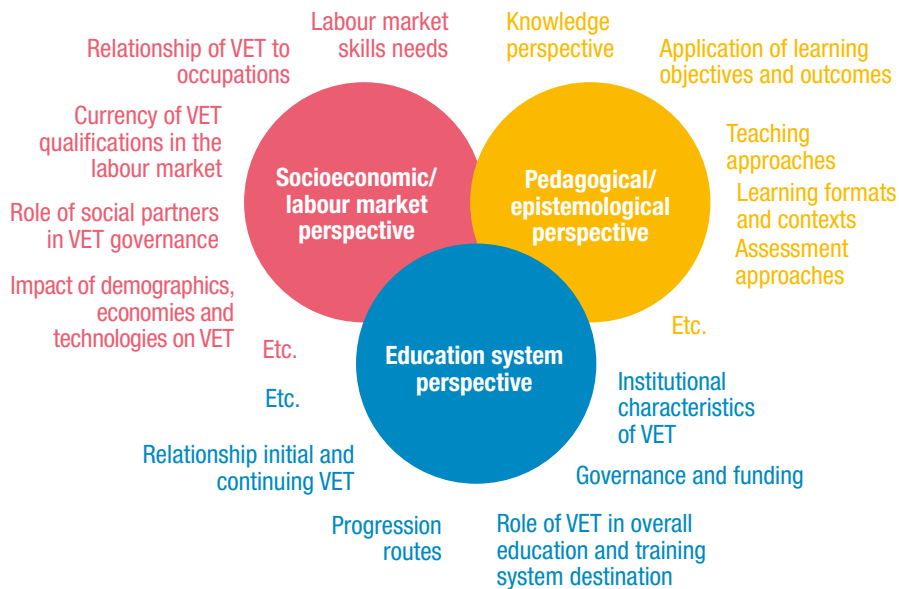 Labour market
skills needs
Relationship of VET to
occupations
Currency of VET
qualifications in the
labour market
Role of social partners
in VET governance
Impact of demographics,
economies and
technologies on VET
Etc.
Socioeconomic/
labour market
perspective
Knowledge
perspective
Application of learning
objectives and outcomes
Teaching
approaches
Learning formats
and contexts
Assessment
approaches
Etc.
Pedagogical/
epistemological
perspective
Education system
perspective
Etc.
Relationship initial and
continuing VET
Progression
routes
Role of VET in overall
education and training
system destination
Governance and funding
Institutional
characteristics
of VET